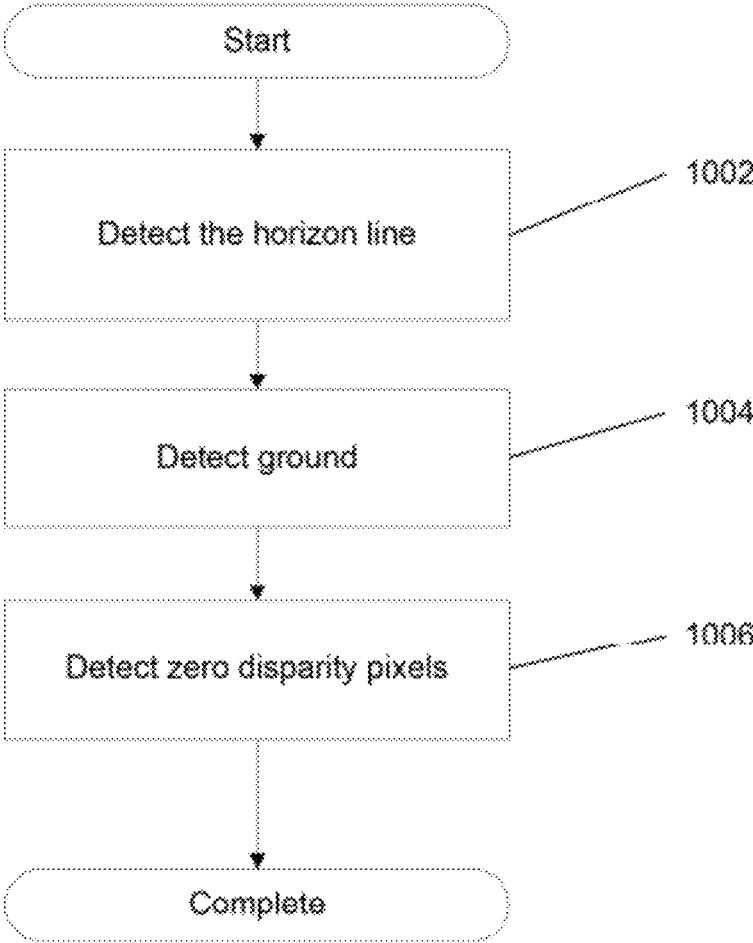 Start
Detect the horizon line
1002
Detect ground
1004
Detect zero disparity pixels
1006
Complete